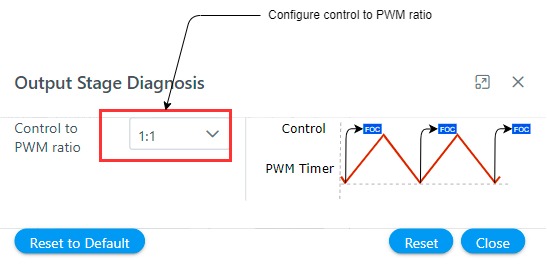 Configure control to PWM ratio
Output Stage Diagnosis
Control to
PWM ratio
1:1
Control
FOC
FOC
FOC
PWM Timer
Reset to Default
Reset
Close